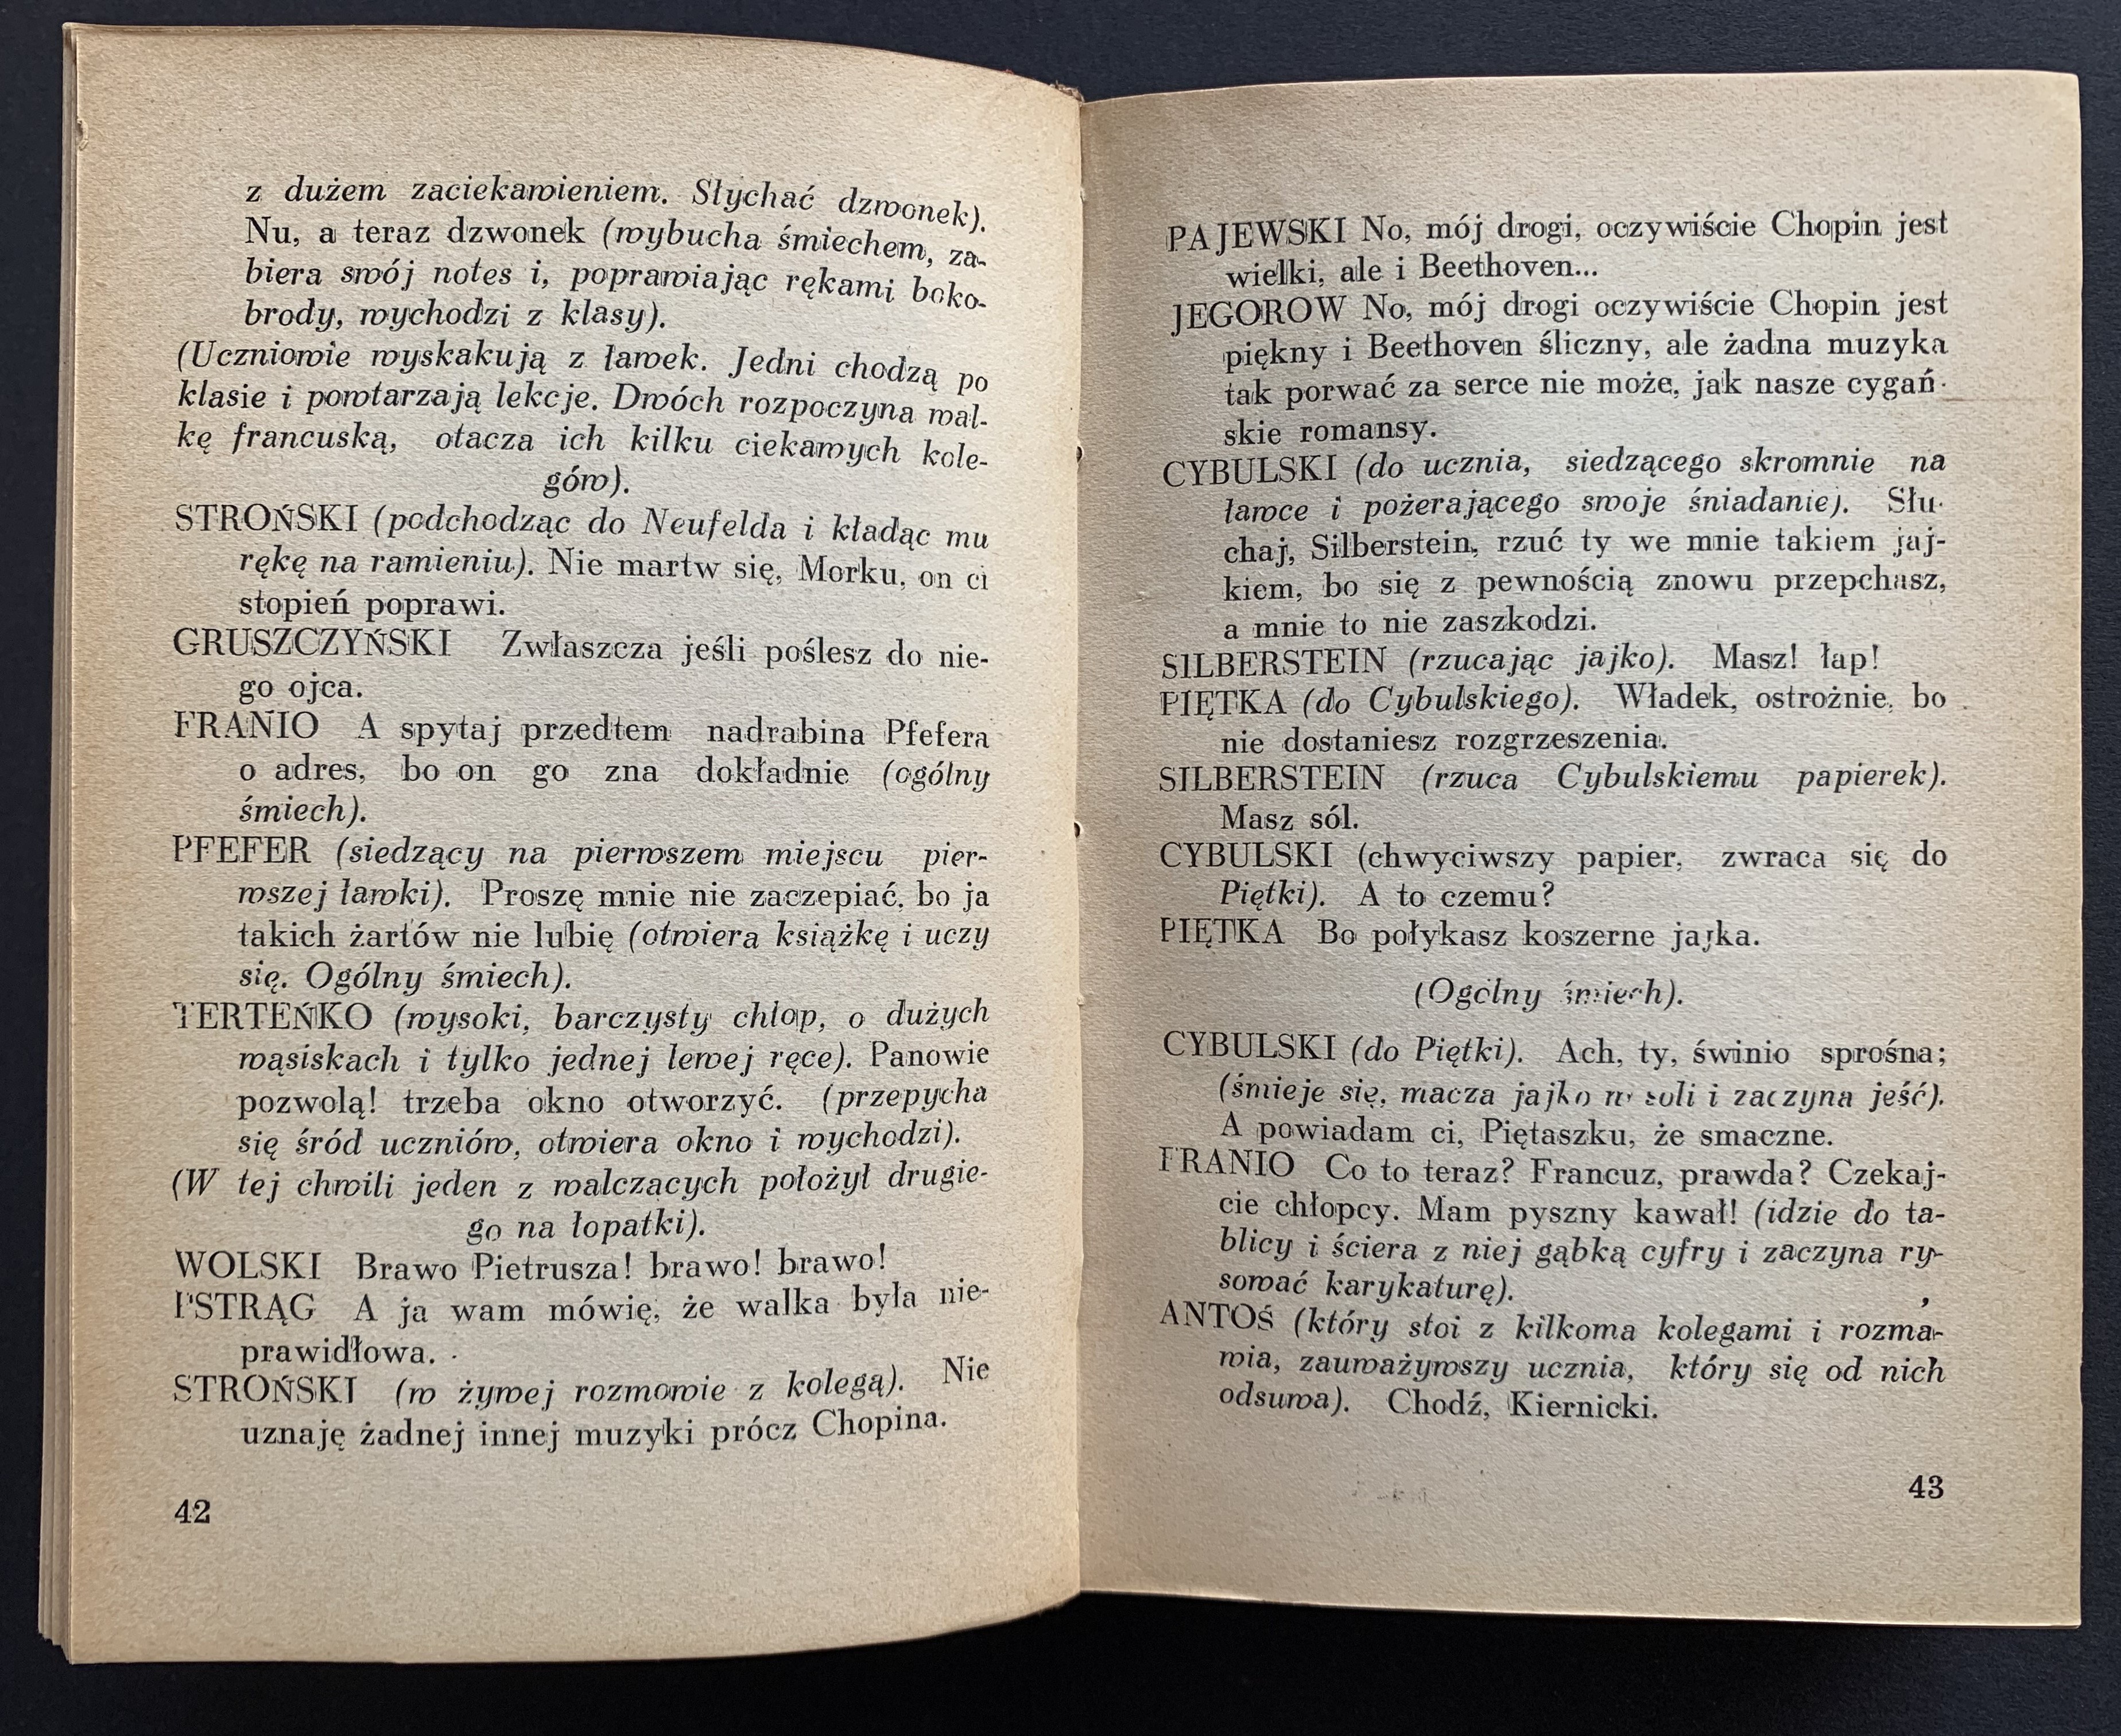 z dużem zaciekawieniem. Słychać dzwonek).
Nu, a teraz dzwonek (wybucha śmiechem, za-
biera swój notes i, poprawiając rękami boko-
brody, wychodzi z klasy).
(Uczniowie wyskakują z ławek. Jedni chodzą po
klasie i powtarzają lekcje. Dwóch rozpoczyna wal-
kę francuską, otacza ich kilku ciekawych kole-
gów).
STROŃSKI (podchodząc do Neufelda i kładąc mu
rękę na ramieniu). Nie martw się, Morku, on ci
stopień poprawi.
GRUSZCZYŃSKI Zwłaszcza jeśli poślesz do nie-
go ojca.
FRANIO A spytaj przedtem nadrabina Pfefera
o adres, bo on go zna dokładnie (ogólny
śmiech).
PFEFER (siedzący na pierwszem miejscu pier-
wszej ławki). Proszę mnie nie zaczepiać, bo ja
takich żartów nie lubię (otwiera książkę i uczy
się. Ogólny śmiech).
TERTEŃKO (wysoki, barczysty chłop, o dużych
wąsiskach i tylko jednej lewej ręce). Panowie
pozwolą! trzeba okno otworzyć. (przepycha
się śród uczniów, otwiera okno i wychodzi).
(W tej chwili jeden z walczących położył drugie-
go na łopatki).
WOLSKI Brawo Pietrusza! brawo! brawo!
PSTRĄG A ja wam mówię, że walka była nie-
prawidłowa.
STROŃSKI (w żywej rozmowie z kolegą). Nie
uznaję żadnej innej muzyki prócz Chopina.
42
PAJEWSKI No, mój drogi, oczywiście Chopin jest
wielki, ale i Beethoven...
JEGOROW No, mój drogi oczywiście Chopin jest
piękny i Beethoven śliczny, ale żadna muzyka
tak porwać za serce nie może, jak nasze cygań-
skie romansy.
CYBULSKI (do ucznia, siedzącego skromnie na
ławce i pożerającego swoje śniadanie). Słu-
chaj, Silberstein, rzuć ty we mnie takiem jaj-
kiem, bo się z pewnością znowu przepchasz,
a mnie to nie zaszkodzi.
SILBERSTEIN (rzucając jajko). Masz! łap!
PIĘTKA (do Cybulskiego). Władek, ostrożnie, bo
nie dostaniesz rozgrzeszenia.
SILBERSTEIN (rzuca Cybulskiemu papierek).
Masz sól.
CYBULSKI (chwyciwszy papier, zwraca się do
Piętki). A to czemu?
PIĘTKA Bo połykasz koszerne jajka.
(Ogólny śmiech).
CYBULSKI (do Piętki). Ach, ty, świnio sprośna;
(śmieje się, macza jajko w soli i zaczyna jeść).
A powiadam ci, Piętaszku, że smaczne.
FRANIO Co to teraz? Francuz, prawda? Czekaj-
cie chłopcy. Mam pyszny kawał! (idzie do ta-
blicy i ściera z niej gąbką cyfry i zaczyna ry-
sować karykaturę).
ANTOŚ (który stoi z kilkoma kolegami i rozma-
wia, zauważywszy ucznia, który się od nich
odsuwa). Chodź, Kiernicki.
43